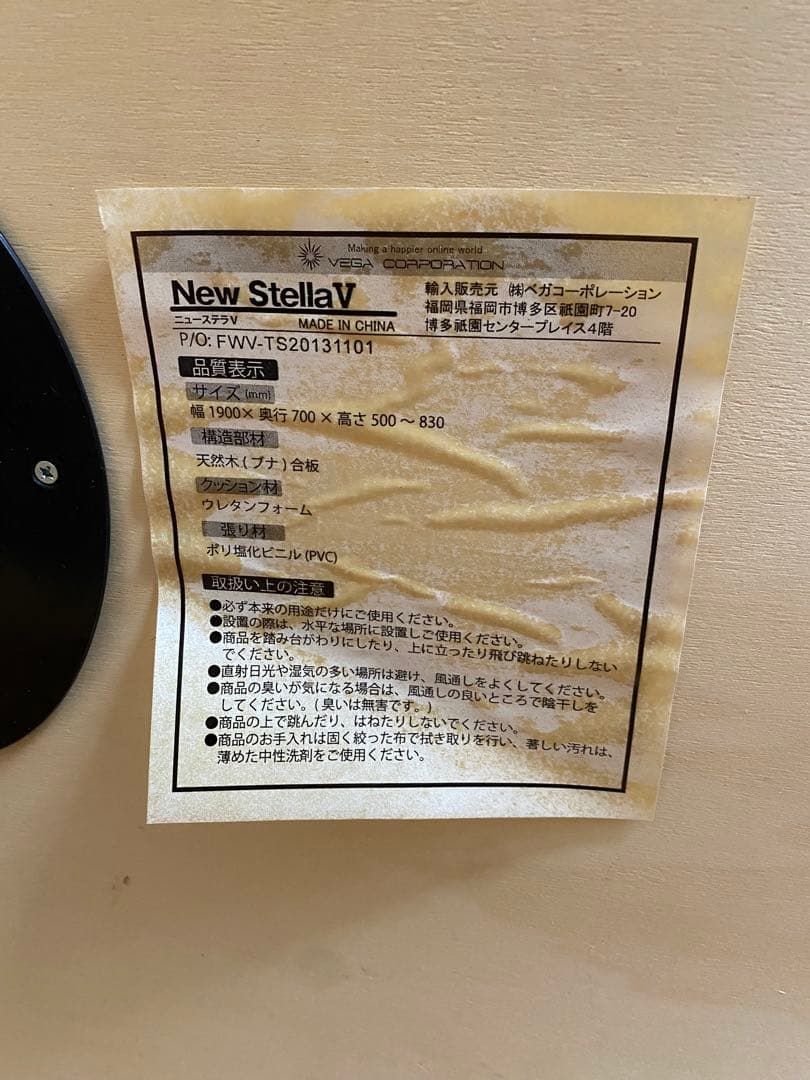 Making a happier online world
VEGA CORPORATION
New StellaV
ニューステラV
MADE IN CHINA
輸入販売元 ㈱ベガコーポレーション
福岡県福岡市博多区祇園町7-20
博多祇園センタープレイス4階
P/O: FWV-TS20131101
品質表示
サイズ(mm)
幅 1900× 奥行 700 × 高さ 500 ～ 830
構造部材
天然木 ( ブナ ) 合板
クッション材
ウレタンフォーム
張り材
ポリ塩化ビニル (PVC)
取扱い上の注意
●必ず本来の用途だけにご使用ください。
●設置の際は、水平な場所に設置しご使用ください。
●商品を踏み台がわりにしたり、上に立ったり飛び跳ねたりしない
でください。
●直射日光や湿気の多い場所は避け、風通しをよくしてください。
●商品の臭いが気になる場合は、風通しの良いところで陰干しを
してください。( 臭いは無害です。)
●商品の上で跳んだり、はねたりしないでください。
●商品のお手入れは固く絞った布で拭き取りを行い、著しい汚れは、
薄めた中性洗剤をご使用ください。